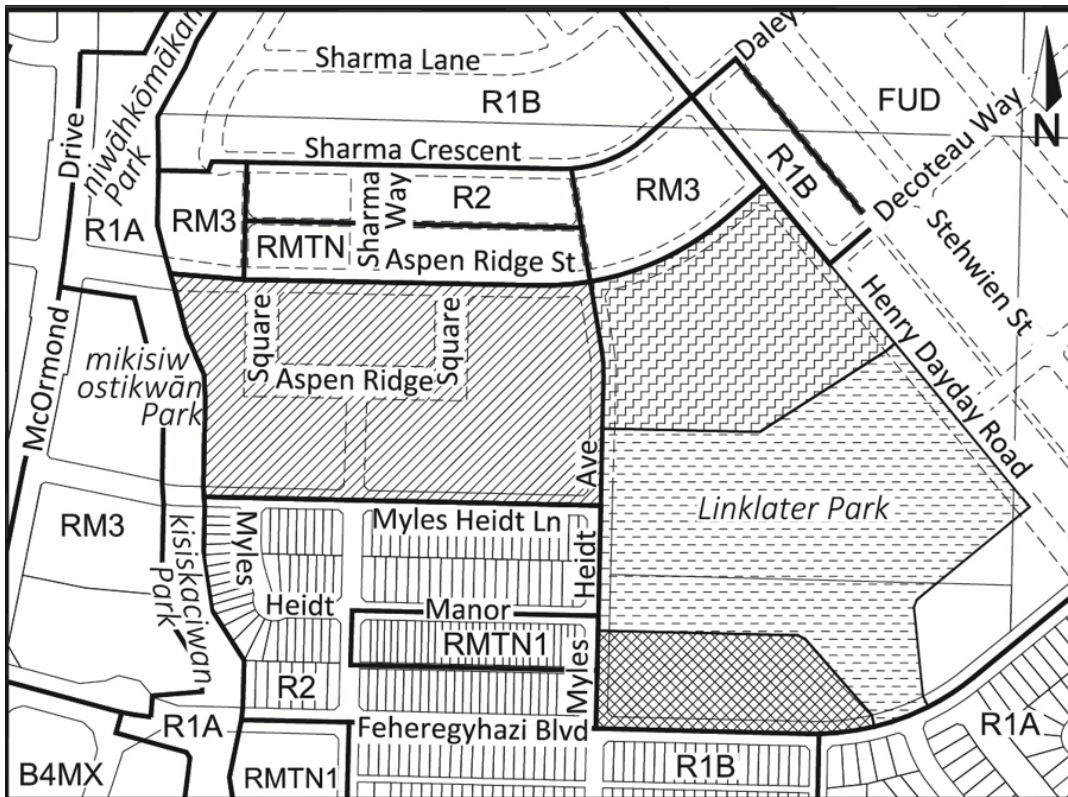 Sharma Lane
Daley
R1B
FUD
N
Drive
niwâhkômâkan
Park
Sharma Crescent
R1B
Decoteau Way
R1A
RM3
Sharma
Way
R2
RM3
RMTN
Aspen Ridge St
Stehwien St
Henry Dayday Road
McOrmond
mikisiw
ostikwān
Park
Square
Square
Aspen Ridge
Ave
Linklater Park
RM3
kisiskaciwan
Park
Myles
Myles Heidt Ln
Heidt
Heidt
Manor
RMTN1
Myles
R2
R1A
Feheregyhazi Blvd
R1A
B4MX
RMTN1
R1B